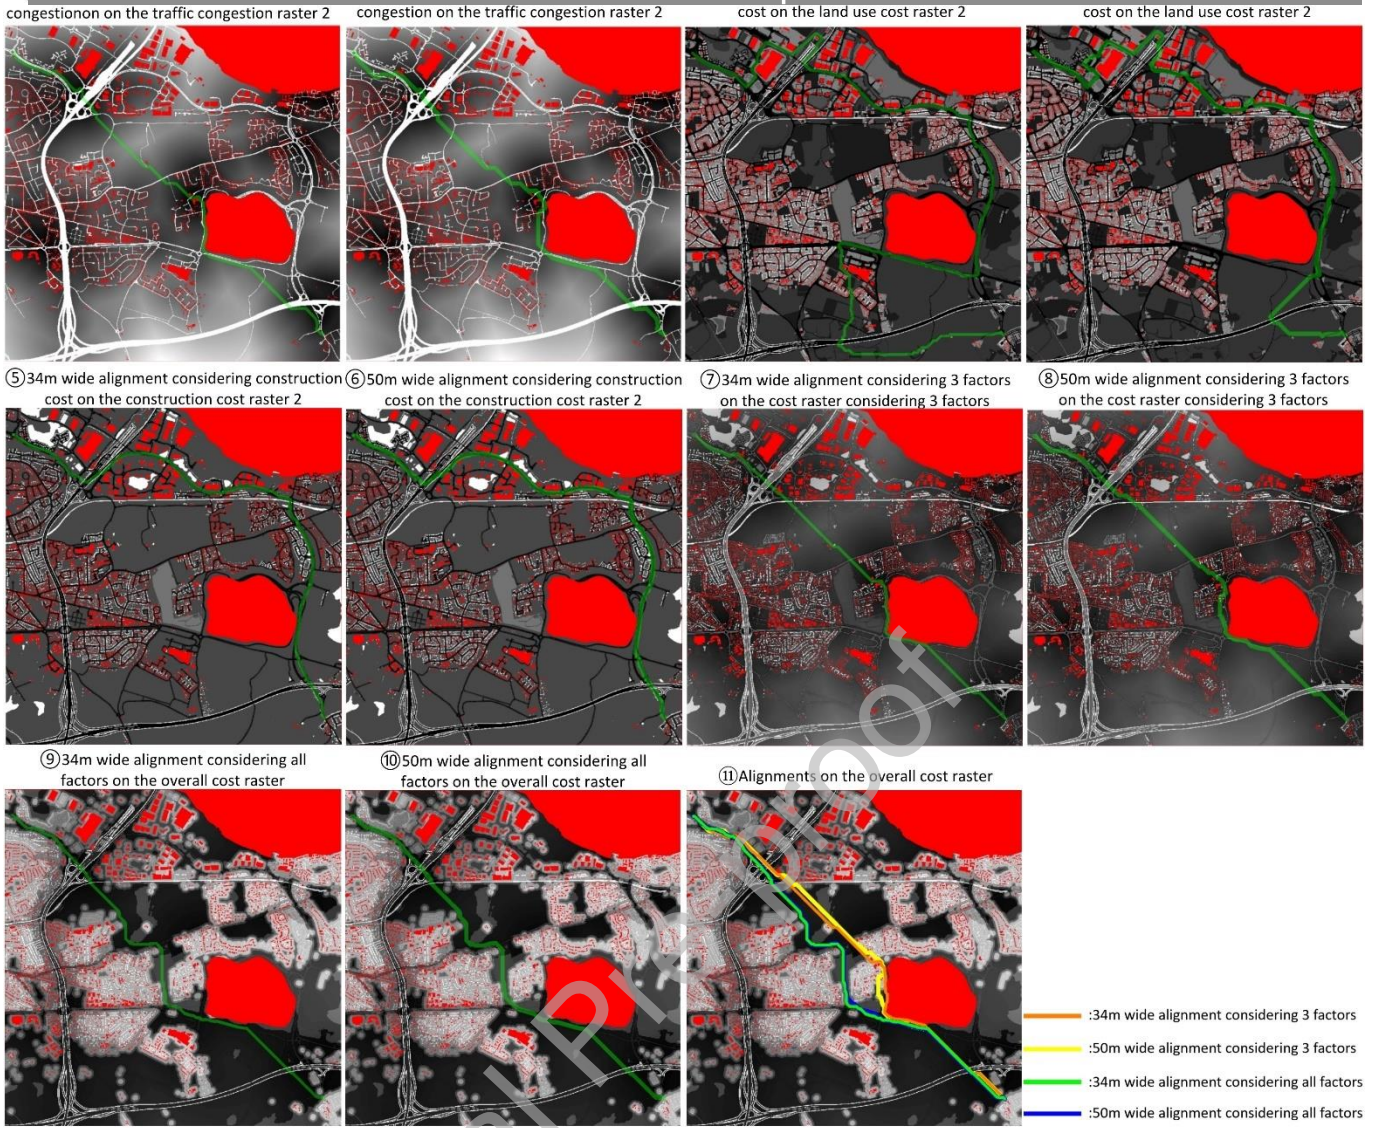 congestionon on the traffic congestion raster 2
congestion on the traffic congestion raster 2
cost on the land use cost raster 2
cost on the land use cost raster 2
⑤34m wide alignment considering construction
cost on the construction cost raster 2
⑥50m wide alignment considering construction
cost on the construction cost raster 2
⑦34m wide alignment considering 3 factors
on the cost raster considering 3 factors
⑧50m wide alignment considering 3 factors
on the cost raster considering 3 factors
⑨34m wide alignment considering all
factors on the overall cost raster
⑩50m wide alignment considering all
factors on the overall cost raster
⑪Alignments on the overall cost raster
:34m wide alignment considering 3 factors
:50m wide alignment considering 3 factors
:34m wide alignment considering all factors
:50m wide alignment considering all factors
al Pre-proof